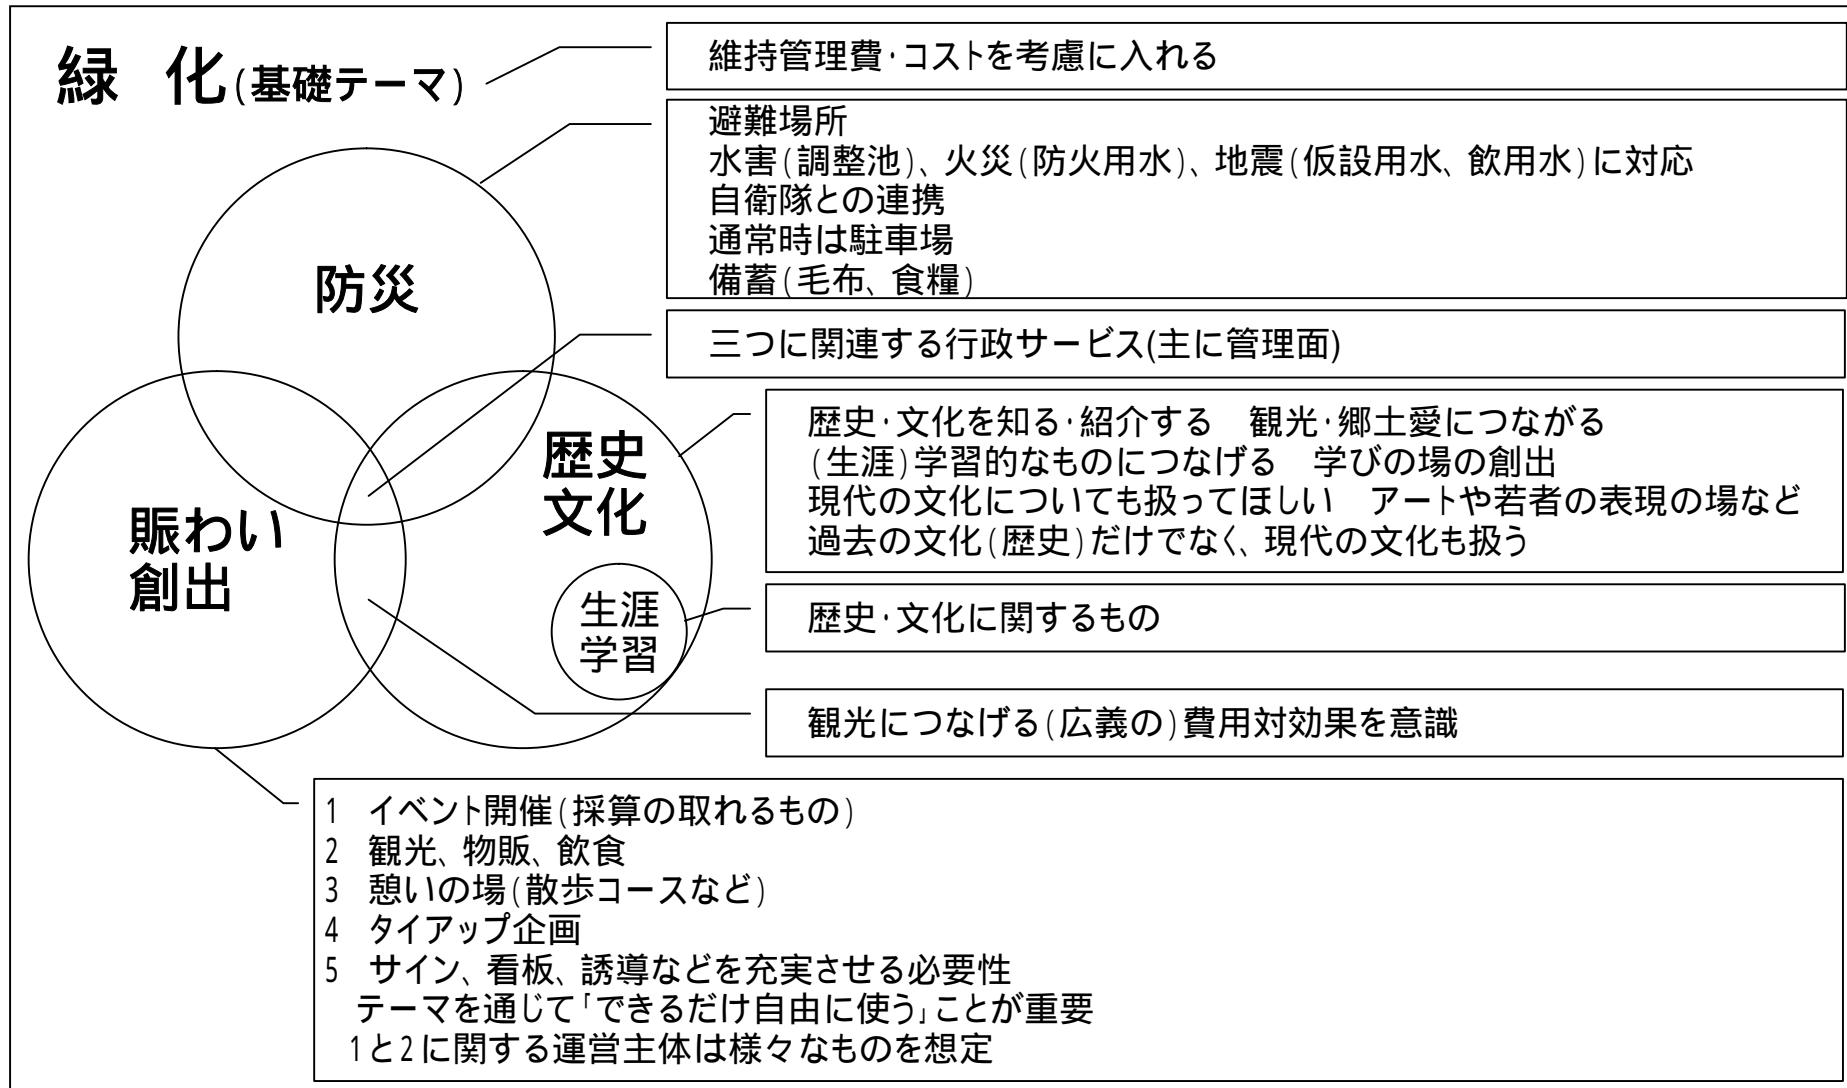 緑 化(基礎テーマ)
維持管理費・コストを考慮に入れる
避難場所
水害(調整池)、火災(防火用水)、地震(仮設用水、飲用水)に対応
自衛隊との連携
通常時は駐車場
備蓄(毛布、食糧)
防災
三つに関連する行政サービス(主に管理面)
歴史・文化を知る・紹介する　観光・郷土愛につながる
(生涯)学習的なものにつなげる　学びの場の創出
現代の文化についても扱ってほしい　アートや若者の表現の場など
過去の文化(歴史)だけでなく、現代の文化も扱う
歴史
文化
賑わい
創出
生涯
学習
歴史・文化に関するもの
観光につなげる(広義の)費用対効果を意識
1　イベント開催(採算の取れるもの)
2　観光、物販、飲食
3　憩いの場(散歩コースなど)
4　タイアップ企画
5　サイン、看板、誘導などを充実させる必要性
テーマを通じて「できるだけ自由に使う」ことが重要
1と2に関する運営主体は様々なものを想定